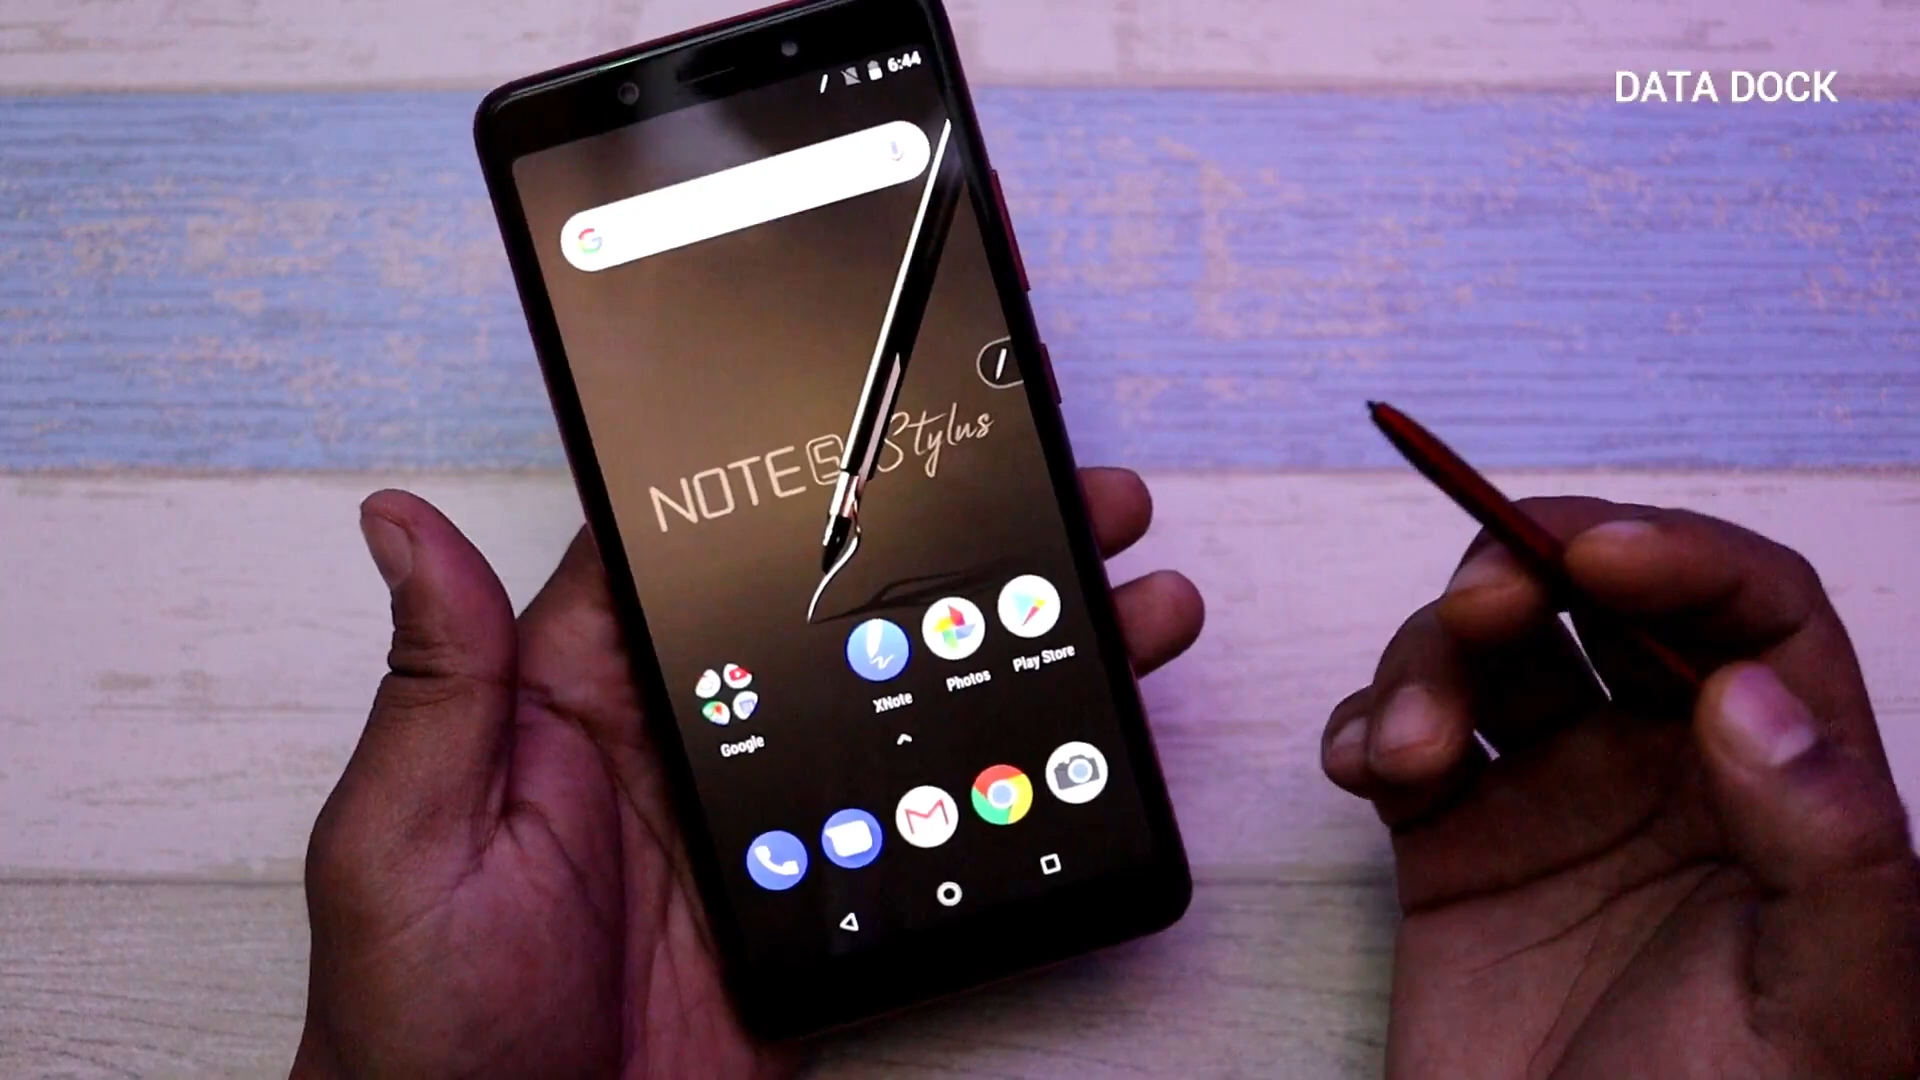 DATA DOCK
6:44
G
NOTE 5 Stylus
XNote
Photos
Play Store
Google